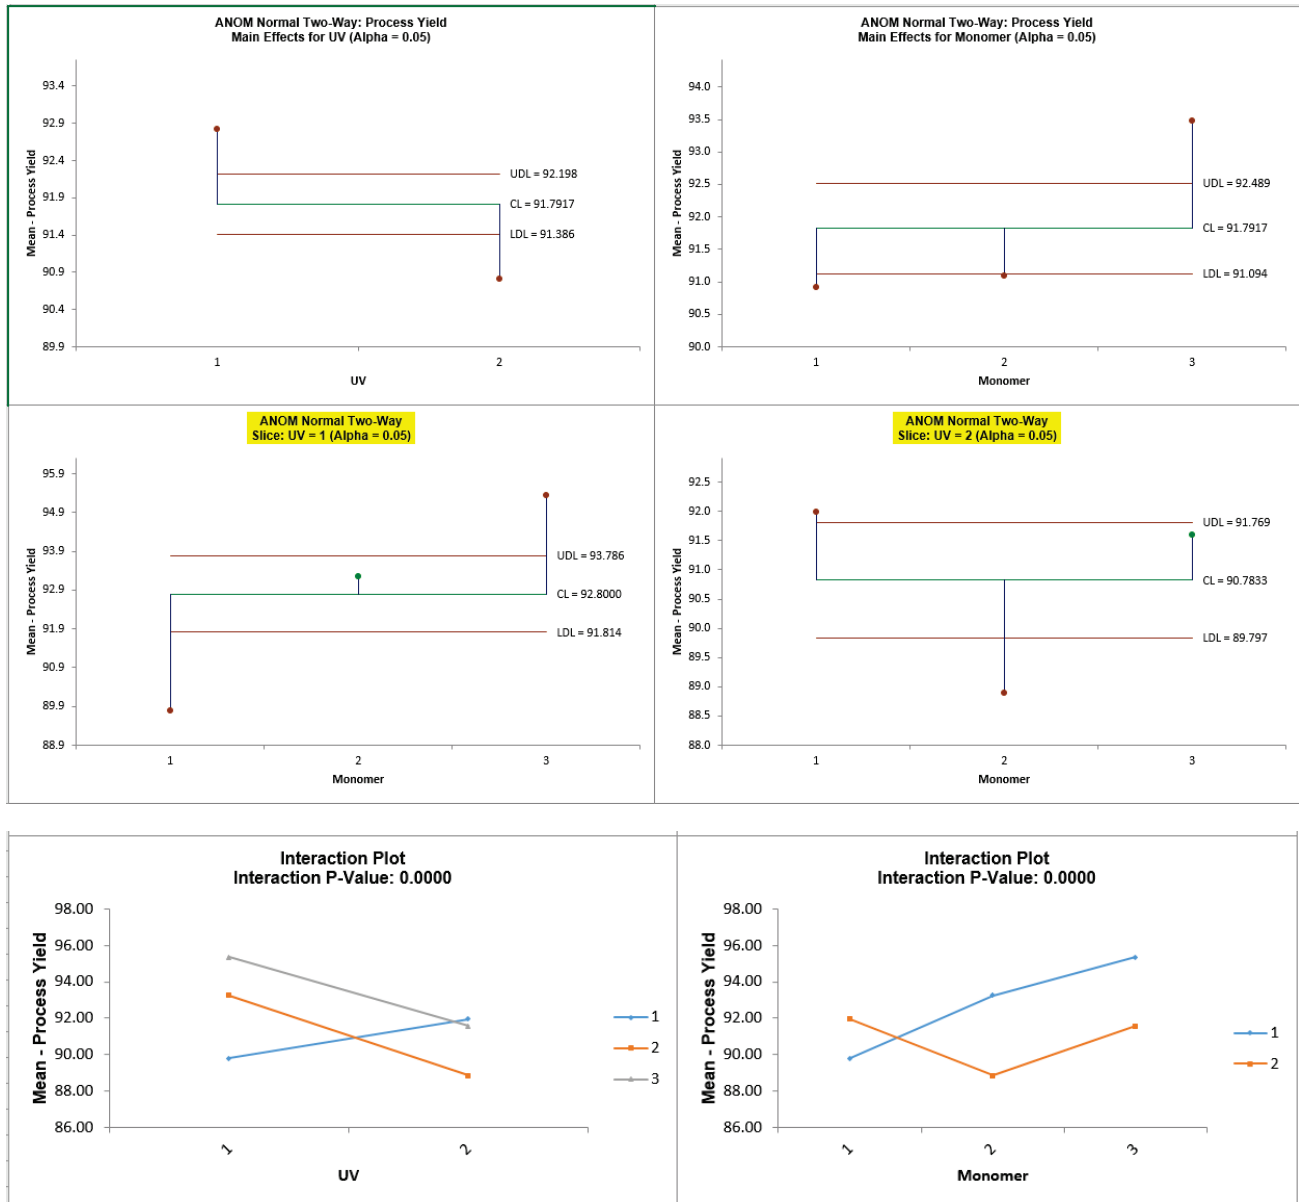 ANOM Normal Two-Way: Process Yield
Main Effects for UV (Alpha = 0.05)
Mean - Process Yield
93.4
92.9
92.4
91.9
91.4
90.9
90.4
89.9
UDL = 92.198
CL = 91.7917
LDL = 91.386
1
2
UV
ANOM Normal Two-Way: Process Yield
Main Effects for Monomer (Alpha = 0.05)
Mean - Process Yield
94.0
93.5
93.0
92.5
92.0
91.5
91.0
90.5
90.0
UDL = 92.489
CL = 91.7917
LDL = 91.094
1
2
3
Monomer
ANOM Normal Two-Way
Slice: UV = 1 (Alpha = 0.05)
Mean - Process Yield
95.9
94.9
93.9
92.9
91.9
90.9
89.9
88.9
UDL = 93.786
CL = 92.8000
LDL = 91.814
1
2
3
Monomer
ANOM Normal Two-Way
Slice: UV = 2 (Alpha = 0.05)
Mean - Process Yield
92.5
92.0
91.5
91.0
90.5
90.0
89.5
89.0
88.5
88.0
UDL = 91.769
CL = 90.7833
LDL = 89.797
1
2
3
Monomer
Interaction Plot
Interaction P-Value: 0.0000
Mean - Process Yield
98.00
96.00
94.00
92.00
90.00
88.00
86.00
1
2
UV
1
2
3
Interaction Plot
Interaction P-Value: 0.0000
Mean - Process Yield
98.00
96.00
94.00
92.00
90.00
88.00
86.00
1
2
3
Monomer
1
2